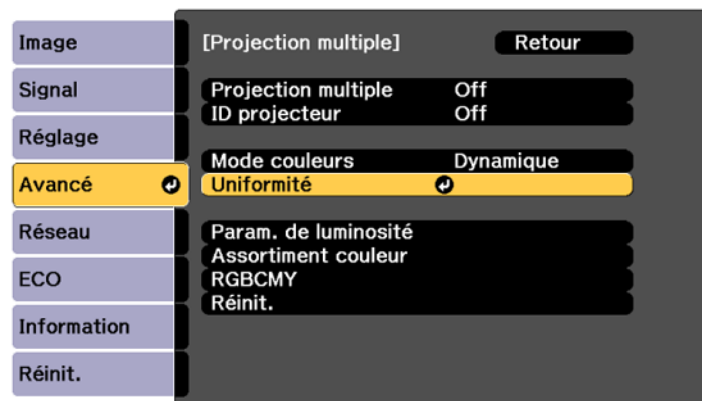 Image
Signal
Réglage
Avancé
Réseau
ECO
Information
Réinit.
[Projection multiple] Retour
Projection multiple Off
ID projecteur Off
Mode couleurs Dynamique
Uniformité
Param. de luminosité
Assortiment couleur
RGBCMY
Réinit.